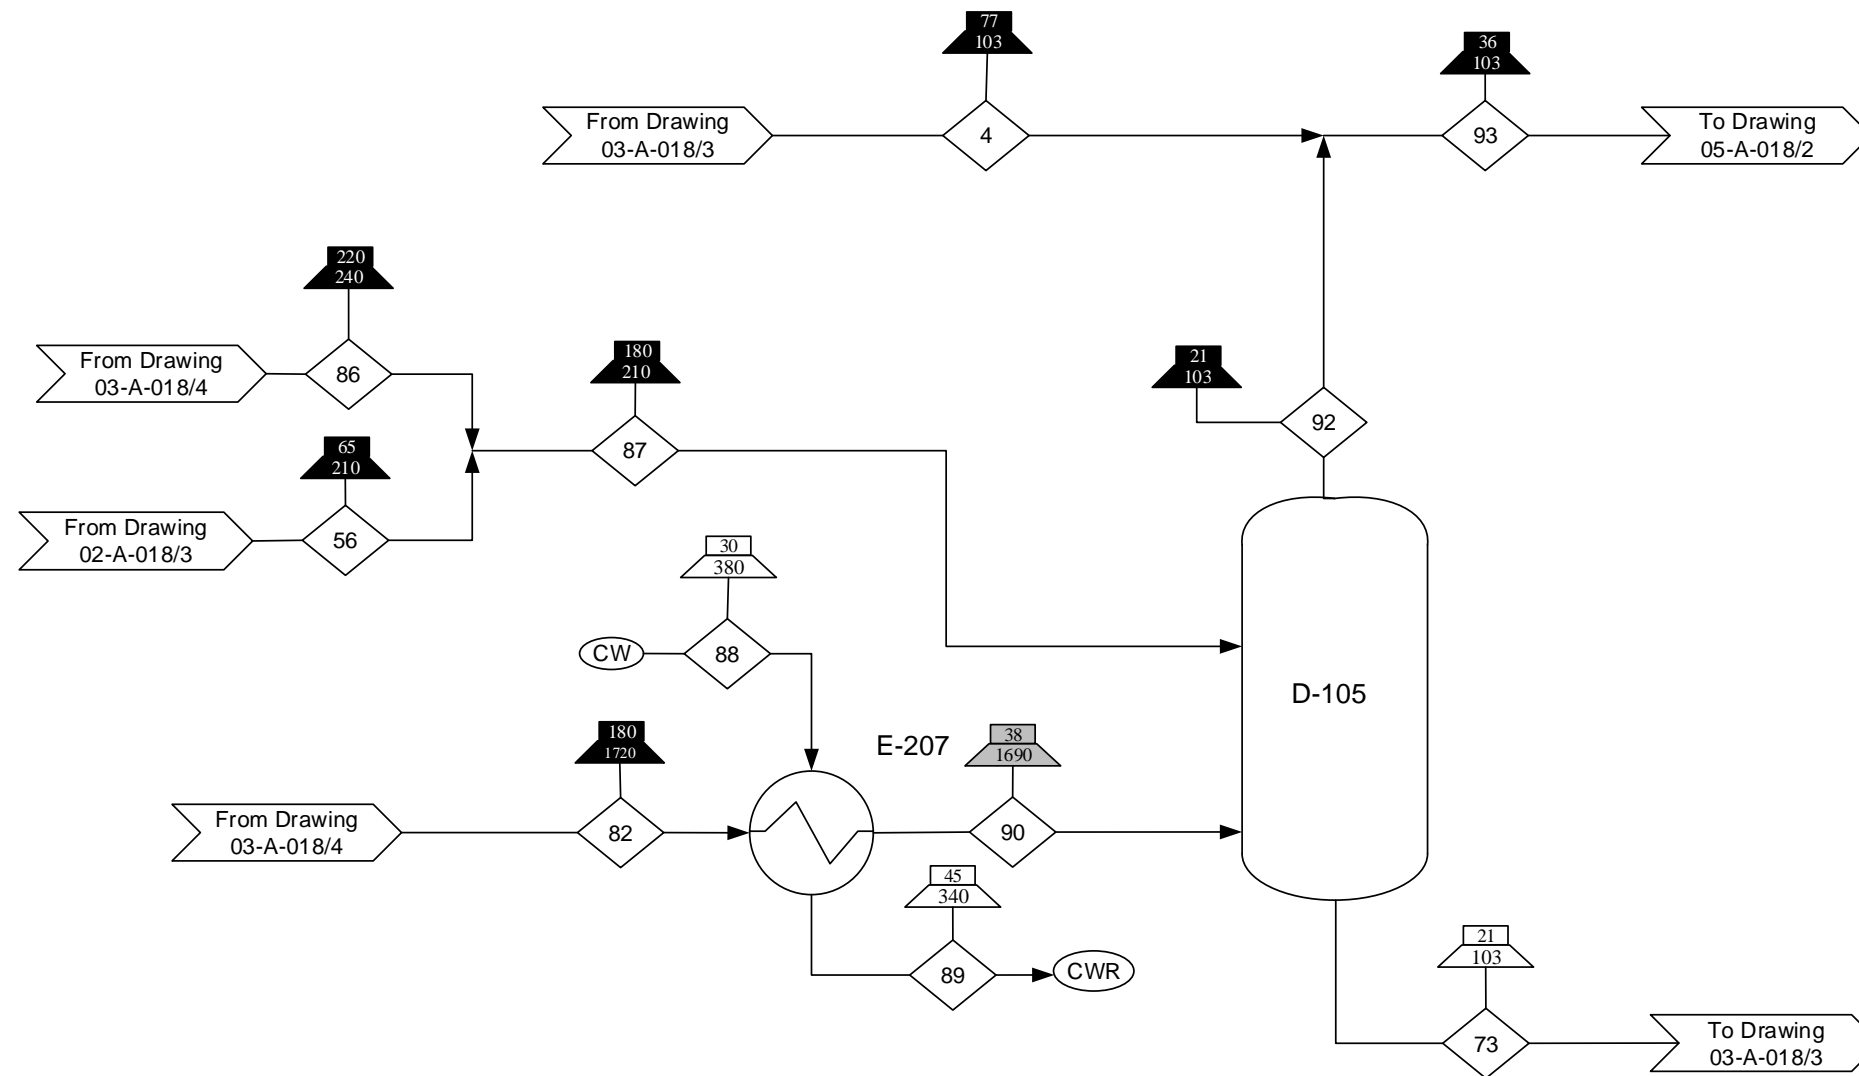 77
103
36
103
From Drawing
03-A-018/3
4
93
To Drawing
05-A-018/2
220
240
From Drawing
03-A-018/4
86
180
210
21
103
92
65
210
87
From Drawing
02-A-018/3
56
30
380
CW
88
D-105
180
1720
E-207
38
1690
From Drawing
03-A-018/4
82
90
45
340
89
CWR
21
103
73
To Drawing
03-A-018/3